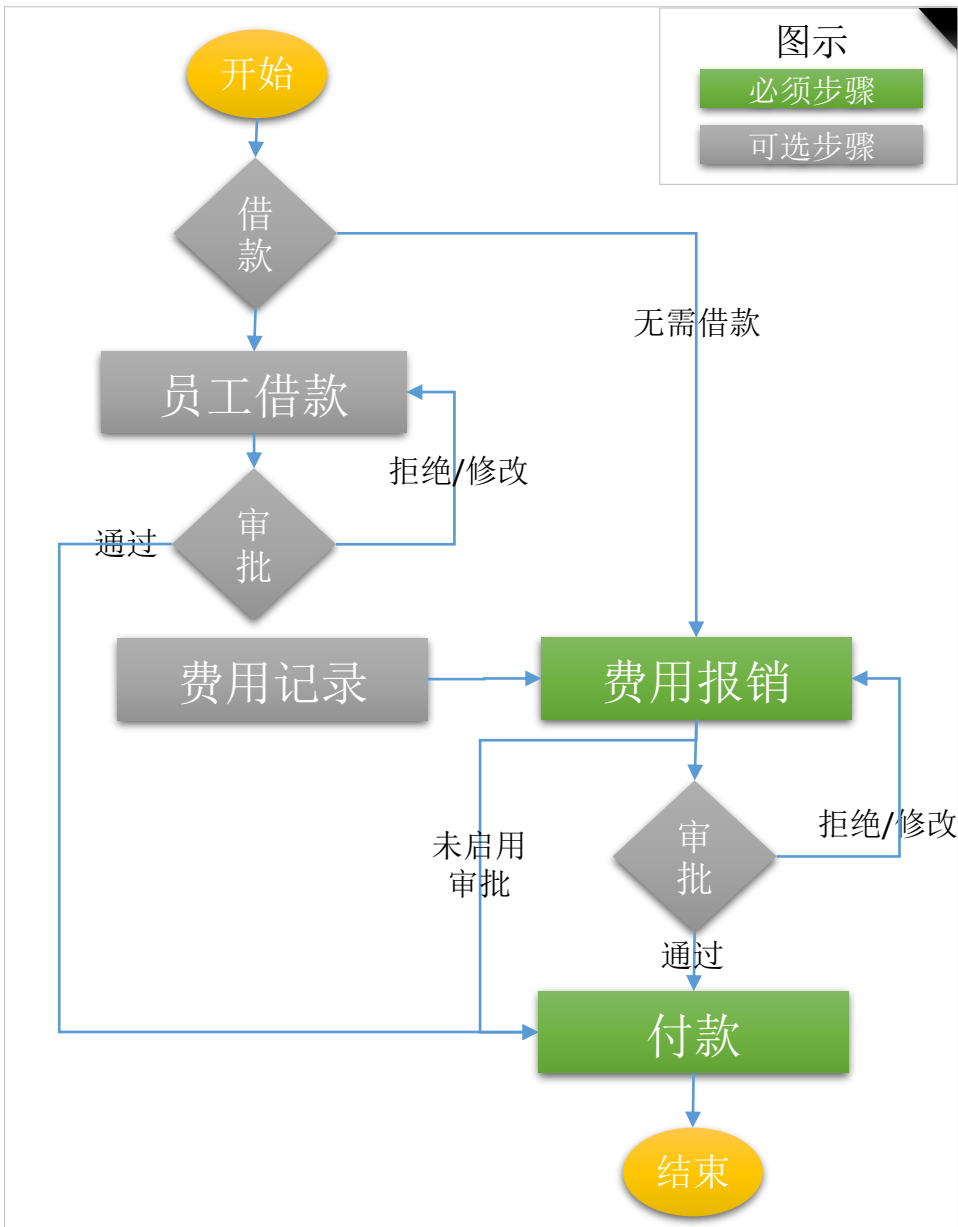 图示
必须步骤
可选步骤
开始
借
款
无需借款
员工借款
拒绝/修改
审
批
通过
费用记录
费用报销
未启用
审批
审
批
拒绝/修改
通过
付款
结束